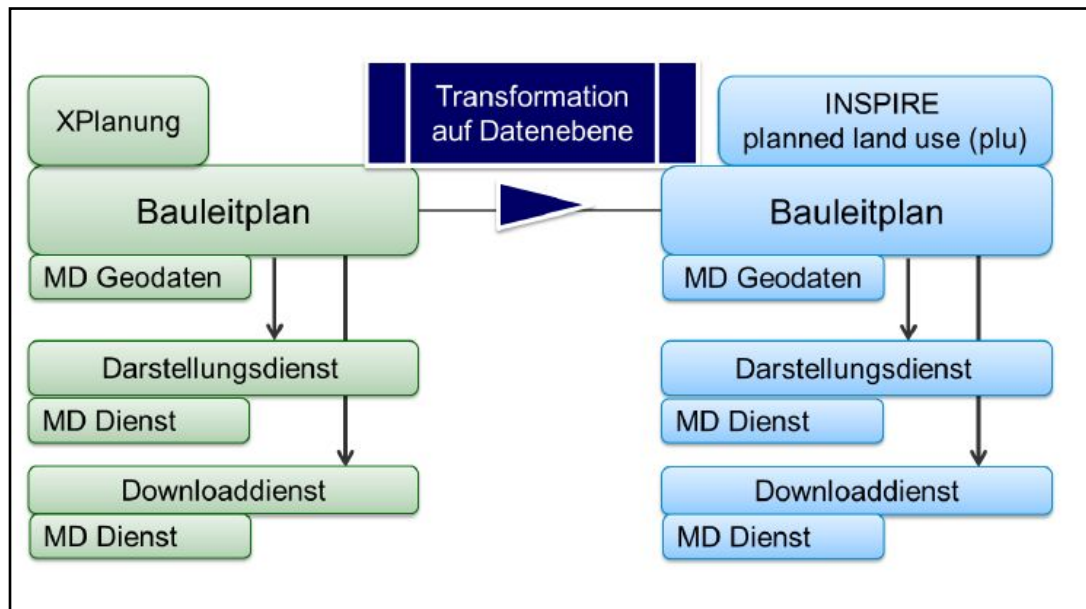 XPlanung
Transformation
auf Datenebene
INSPIRE
planned land use (plu)
Bauleitplan
MD Geodaten
Darstellungsdienst
MD Dienst
Downloaddienst
MD Dienst
Bauleitplan
MD Geodaten
Darstellungsdienst
MD Dienst
Downloaddienst
MD Dienst